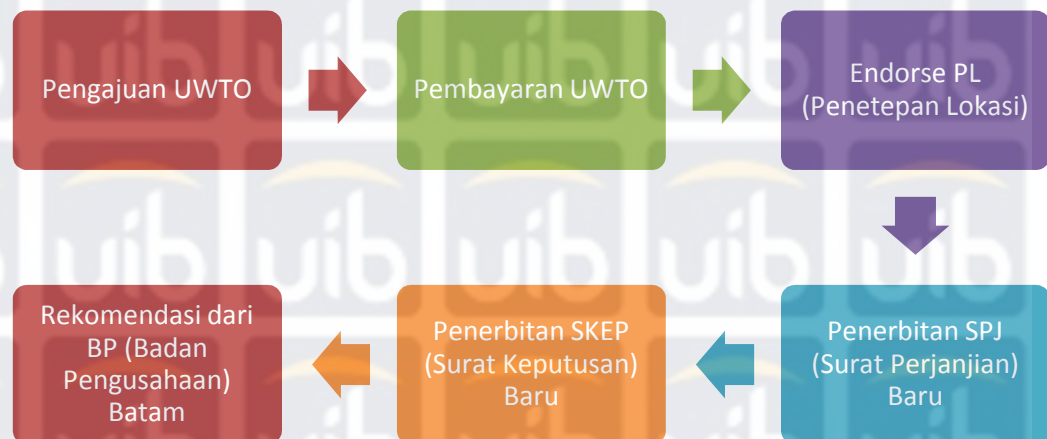 Pengajuan UWTO
Pembayaran UWTO
Endorse PL
(Penetepan Lokasi)
Penerbitan SPJ
(Surat Perjanjian)
Baru
Penerbitan SKEP
(Surat Keputusan)
Baru
Rekomendasi dari
BP (Badan
Pengusahaan)
Batam